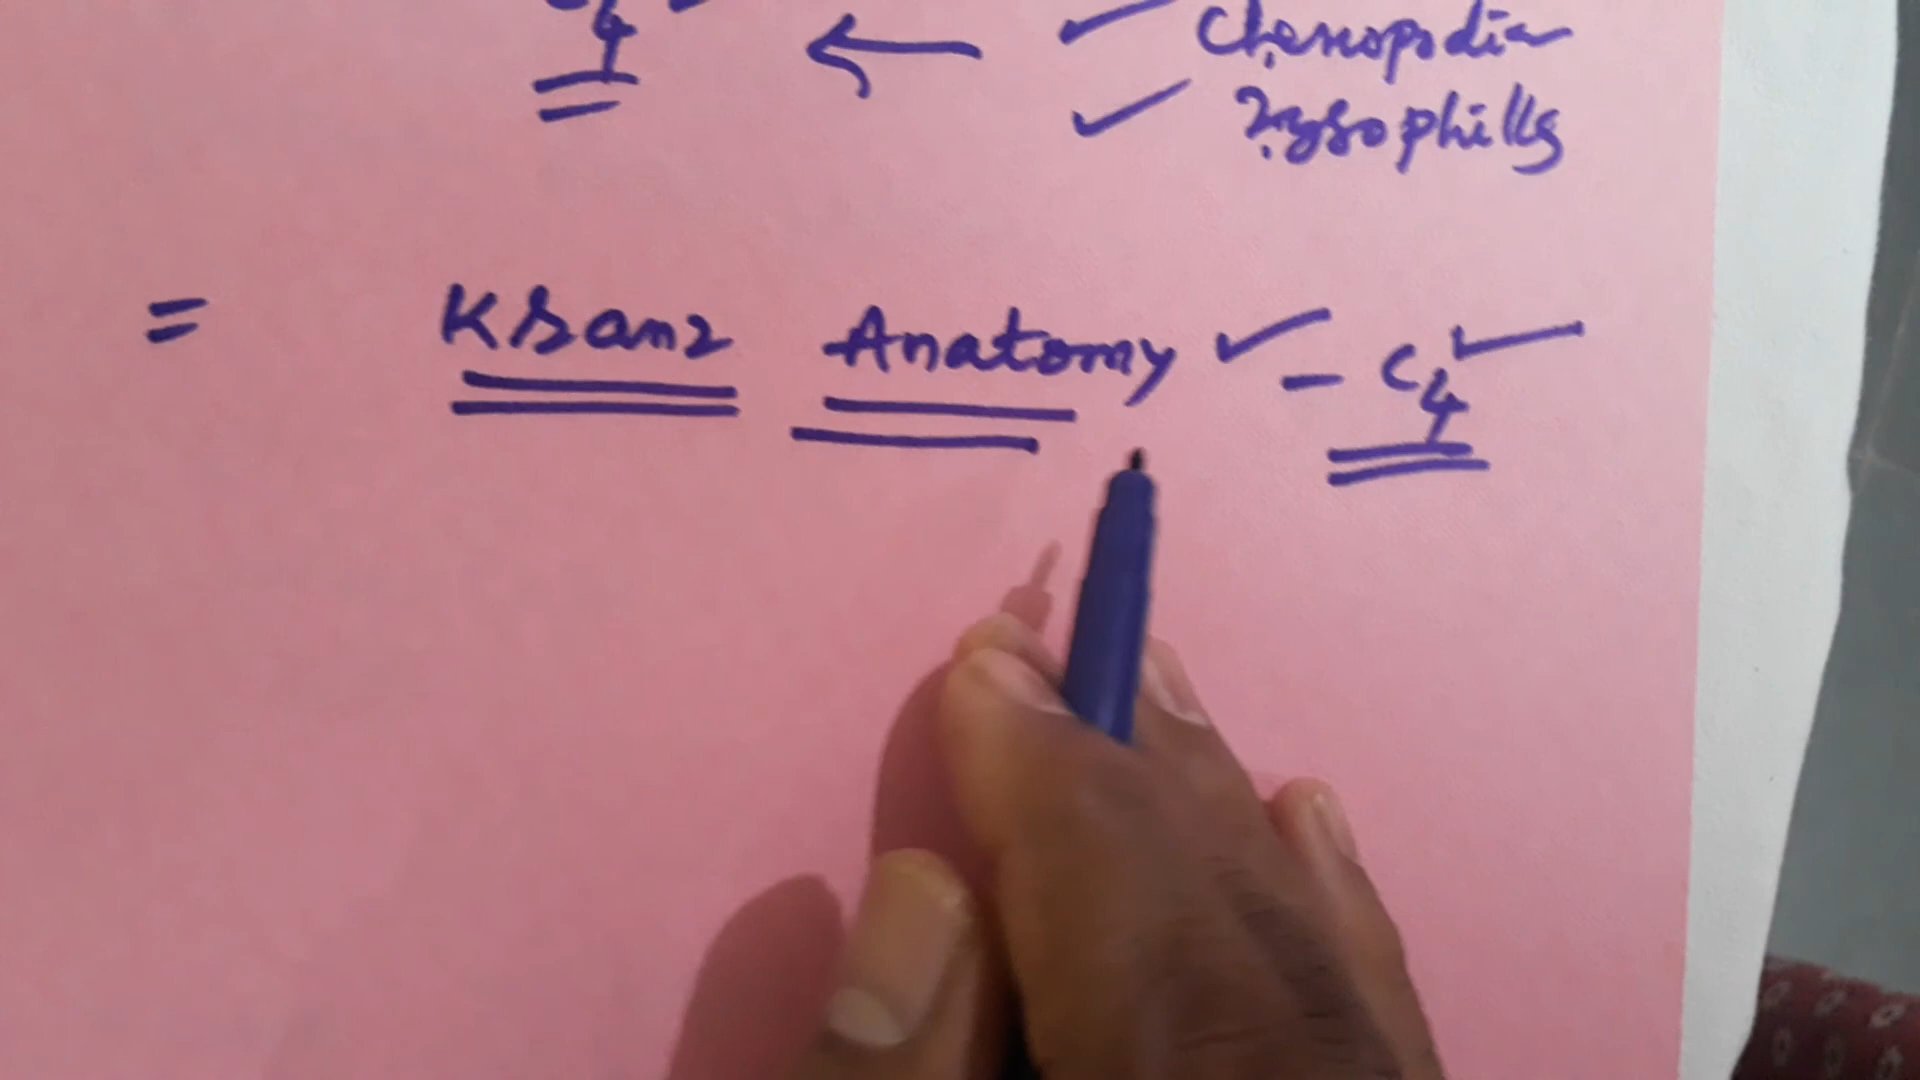 C4 ← ✓ Chenopodia
✓ Zygophills
= Kranz Anatomy ✓ - C4 ✓